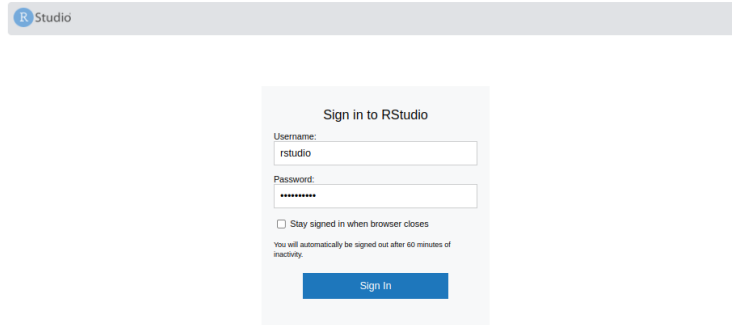 R Studio
Sign in to RStudio
Username:
rstudio
Password:
••••••••••
Stay signed in when browser closes
You will automatically be signed out after 60 minutes of
inactivity.
Sign In